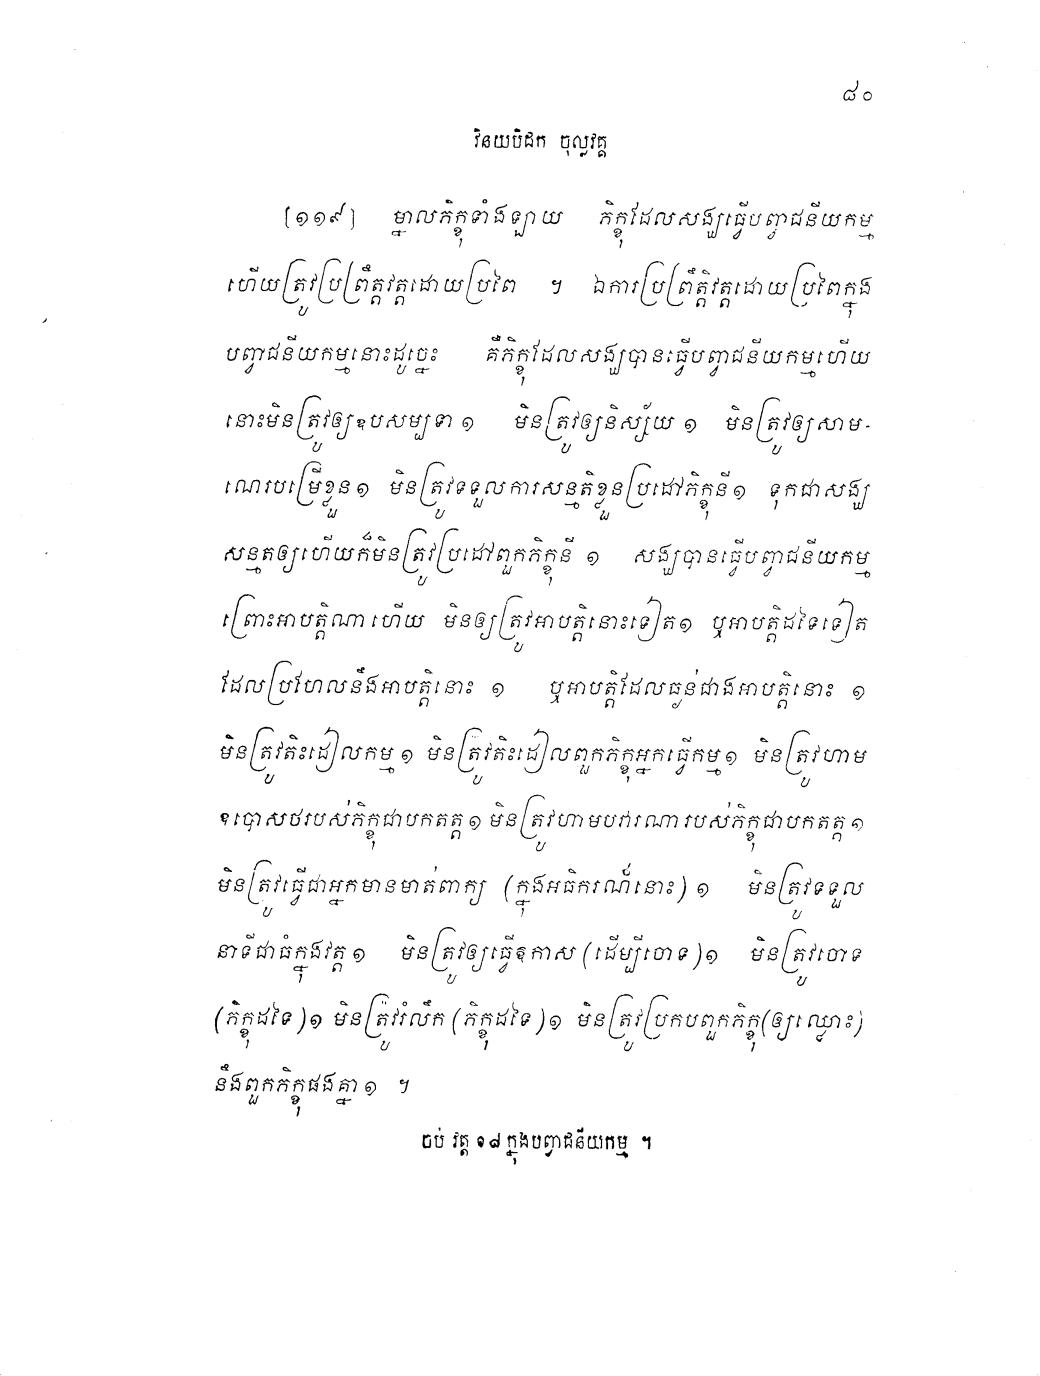 ៨០
វិនយបិដក ចុល្លវគ្គ
[១១៩] ម្នាលភិក្ខុទាំងឡាយ ភិក្ខុដែលសង្ឃធ្វើបញ្វាជនីយកម្ម
ហើយត្រូវប្រព្រឹត្តវត្តដោយប្រពៃ ។ ឯការប្រព្រឹត្តិវត្តដោយប្រពៃក្នុង
បញ្វាជនីយកម្មនោះដូច្នេះ គឺភិក្ខុដែលសង្ឃបានធ្វើបញ្វាជនីយកម្មហើយ
នោះមិនត្រូវឲ្យឧបសម្បទា ១ មិនត្រូវឲ្យនិស្ស័យ ១ មិនត្រូវឲ្យសាម-
ណេរបម្រើខ្លួន ១ មិនត្រូវទទួលការសន្មតិខ្លួនប្រដៅភិក្ខុនី ១ ទុកជាសង្ឃ
សន្មតឲ្យហើយក៏មិនត្រូវប្រដៅពួកភិក្ខុនី ១ សង្ឃបានធ្វើបញ្វាជនីយកម្ម
ព្រោះអាបត្តិណាហើយ មិនឲ្យត្រូវអាបត្តិនោះទៀត ១ ឬអាបត្តិដទៃទៀត
ដែលប្រហែលនឹងអាបត្តិនោះ ១ ឬអាបត្តិដែលធ្ងន់ជាងអាបត្តិនោះ ១
មិនត្រូវតិះដៀលកម្ម ១ មិនត្រូវតិះដៀលពួកភិក្ខុអ្នកធ្វើកម្ម ១ មិនត្រូវហាម
ឧបោសថរបស់ភិក្ខុជាបកតត្ត ១ មិនត្រូវហាមបវារណារបស់ភិក្ខុជាបកតត្ត ១
មិនត្រូវធ្វើជាអ្នកមានមាត់ពាក្យ (ក្នុងអធិករណ៍នោះ) ១ មិនត្រូវទទួល
នាទីជាធំក្នុងវត្ត ១ មិនត្រូវឲ្យធ្វើឱកាស (ដើម្បីចោទ) ១ មិនត្រូវចោទ
(ភិក្ខុដទៃ) ១ មិនត្រូវរំលឹក (ភិក្ខុដទៃ) ១ មិនត្រូវប្រកបពួកភិក្ខុ (ឲ្យឈ្លោះ)
នឹងពួកភិក្ខុផងគ្នា ១ ។
ចប់ វត្ត ១៨ ក្នុងបញ្វាជនីយកម្ម ។